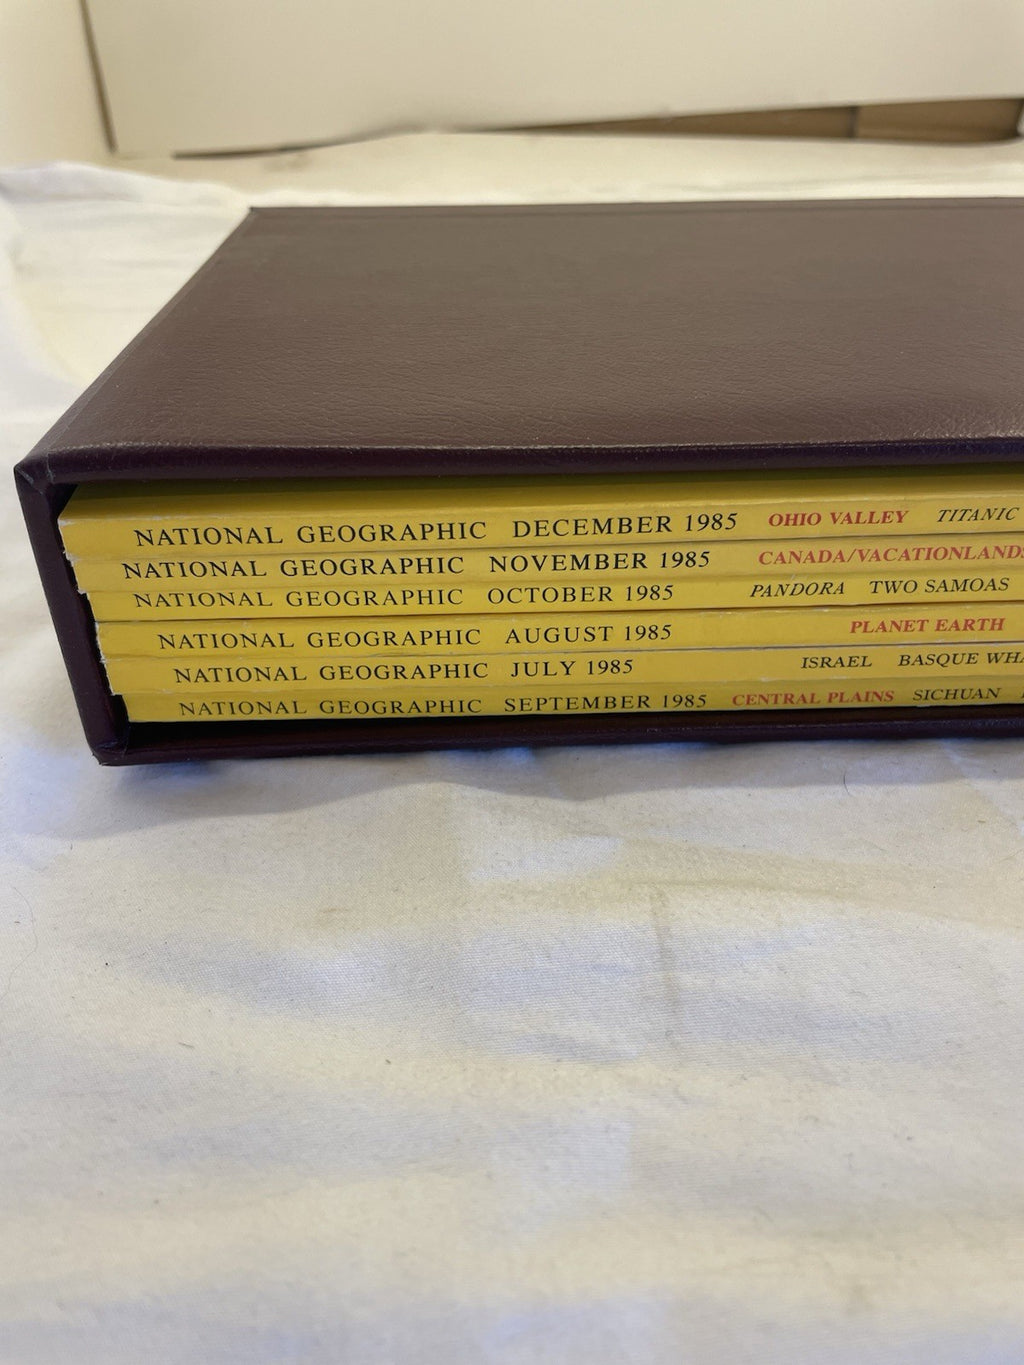 NATIONAL GEOGRAPHIC DECEMBER 1985 OHIO VALLEY TITANIC
NATIONAL GEOGRAPHIC NOVEMBER 1985 CANADA/VACATIONLANDS
NATIONAL GEOGRAPHIC OCTOBER 1985 PANDORA TWO SAMOAS
NATIONAL GEOGRAPHIC AUGUST 1985 PLANET EARTH
NATIONAL GEOGRAPHIC JULY 1985 ISRAEL BASQUE WHA
NATIONAL GEOGRAPHIC SEPTEMBER 1985 CENTRAL PLAINS SICHUAN